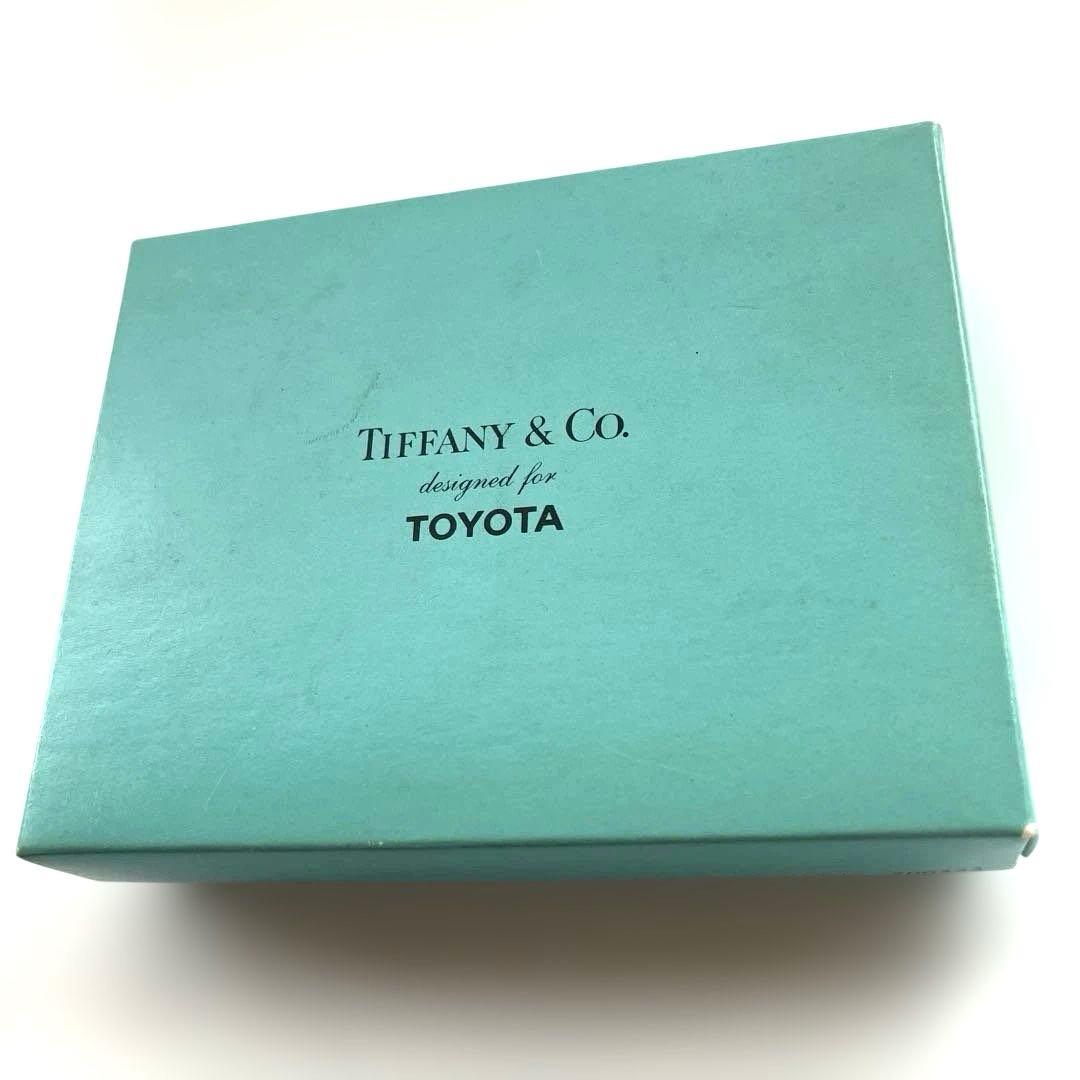 TIFFANY & CO.
designed for
TOYOTA